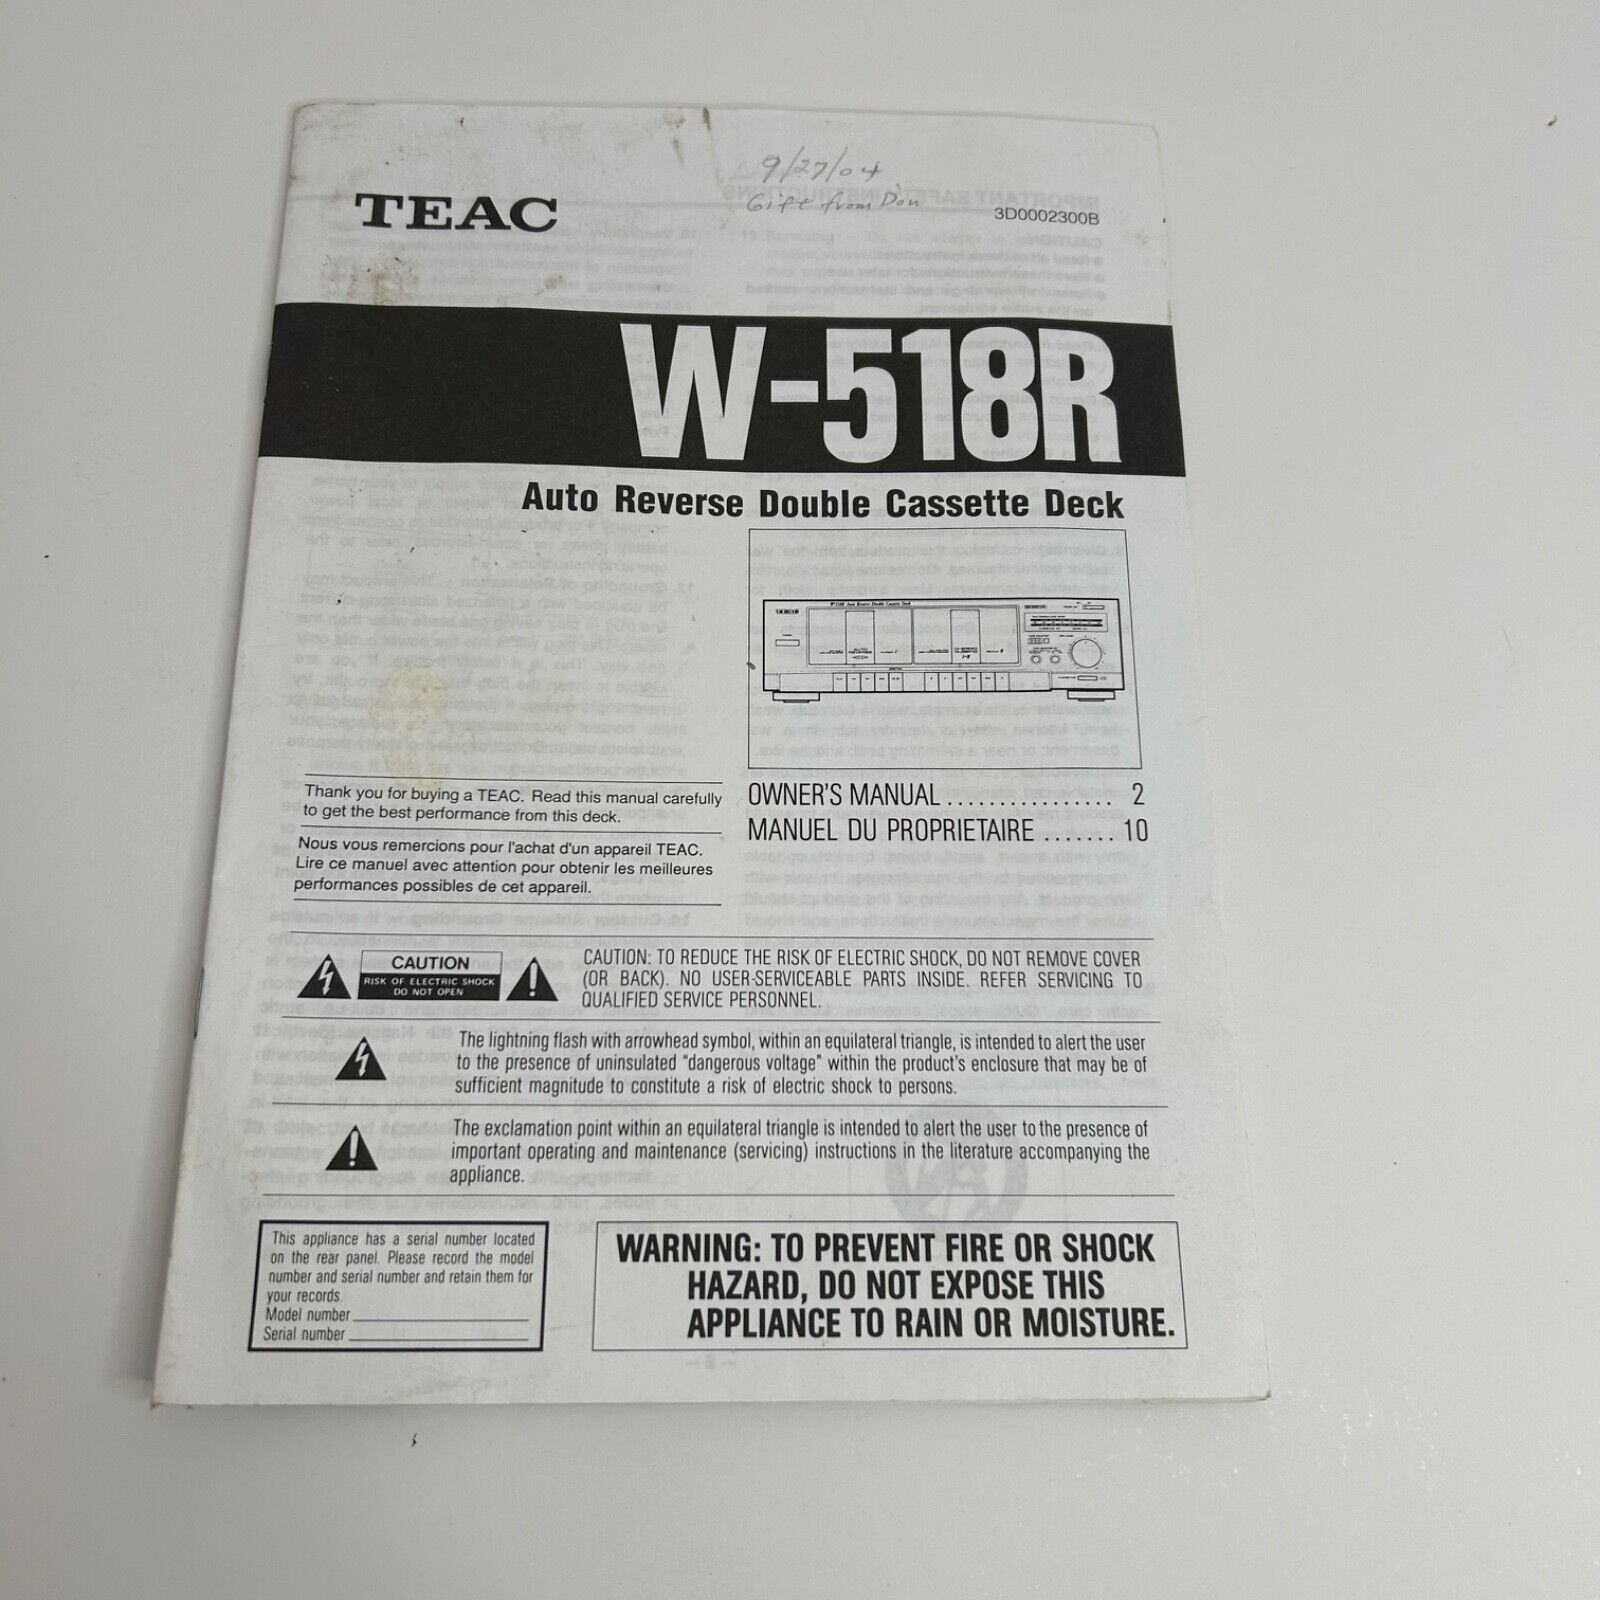 9/27/04
Gift from Don
TEAC
3D0002300B
W-518R
Auto Reverse Double Cassette Deck
TEAC
W-518R Auto Reverse Double Cassette Deck
Thank you for buying a TEAC. Read this manual carefully
to get the best performance from this deck.
Nous vous remercions pour l'achat d'un appareil TEAC.
Lire ce manuel avec attention pour obtenir les meilleures
performances possibles de cet appareil.
OWNER'S MANUAL ................ 2
MANUEL DU PROPRIETAIRE ....... 10
CAUTION
RISK OF ELECTRIC SHOCK
DO NOT OPEN
CAUTION: TO REDUCE THE RISK OF ELECTRIC SHOCK, DO NOT REMOVE COVER
(OR BACK). NO USER-SERVICEABLE PARTS INSIDE. REFER SERVICING TO
QUALIFIED SERVICE PERSONNEL.
The lightning flash with arrowhead symbol, within an equilateral triangle, is intended to alert the user
to the presence of uninsulated "dangerous voltage" within the product's enclosure that may be of
sufficient magnitude to constitute a risk of electric shock to persons.
The exclamation point within an equilateral triangle is intended to alert the user to the presence of
important operating and maintenance (servicing) instructions in the literature accompanying the
appliance.
This appliance has a serial number located
on the rear panel. Please record the model
number and serial number and retain them for
your records.
Model number
Serial number
WARNING: TO PREVENT FIRE OR SHOCK
HAZARD, DO NOT EXPOSE THIS
APPLIANCE TO RAIN OR MOISTURE.